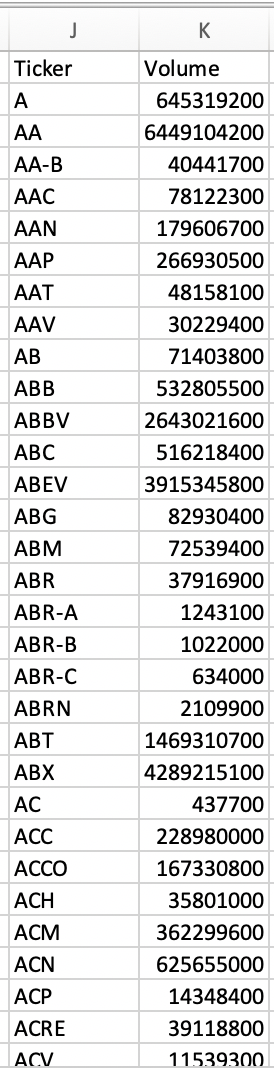 J K
Ticker Volume
A 645319200
AA 6449104200
AA-B 40441700
AAC 78122300
AAN 179606700
AAP 266930500
AAT 48158100
AAV 30229400
AB 71403800
ABB 532805500
ABBV 2643021600
ABC 516218400
ABEV 3915345800
ABG 82930400
ABM 72539400
ABR 37916900
ABR-A 1243100
ABR-B 1022000
ABR-C 634000
ABRN 2109900
ABT 1469310700
ABX 4289215100
AC 437700
ACC 228980000
ACCO 167330800
ACH 35801000
ACM 362299600
ACN 625655000
ACP 14348400
ACRE 39118800
ACV 11539300